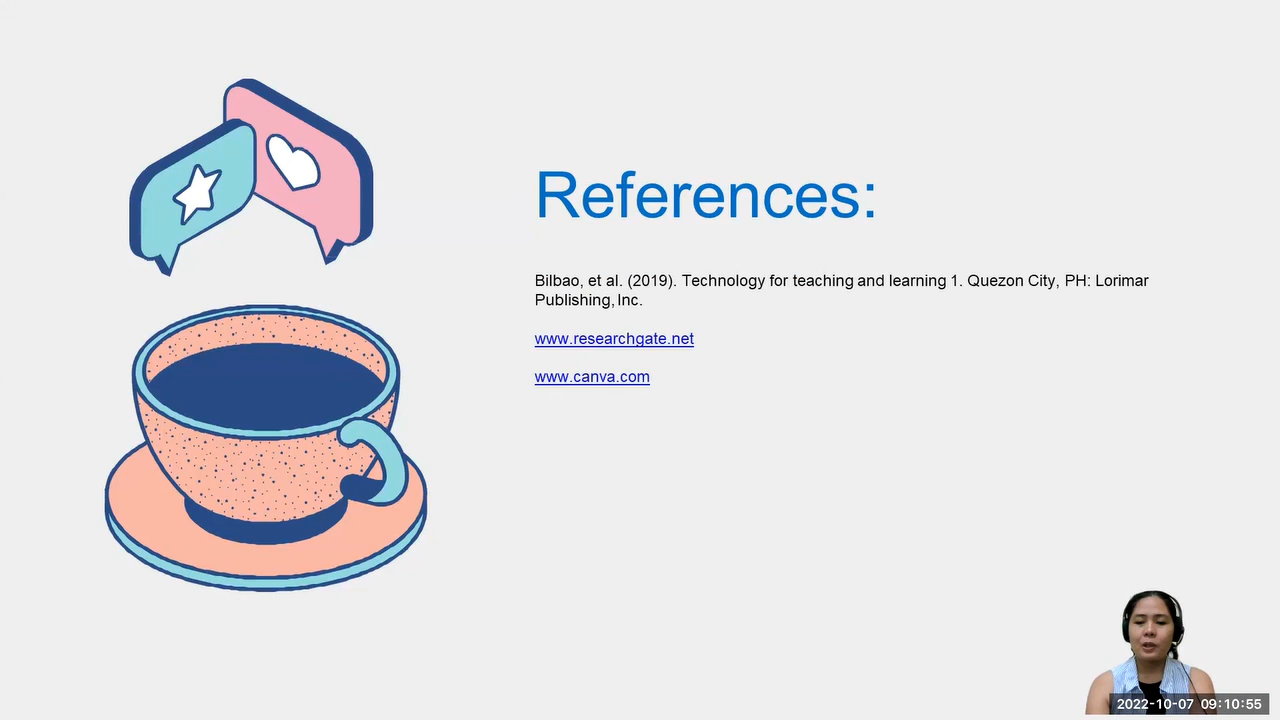 References:
Bilbao, et al. (2019). Technology for teaching and learning 1. Quezon City, PH: Lorimar
Publishing, Inc.
www.researchgate.net
www.canva.com
2022-10-07 09:10:55